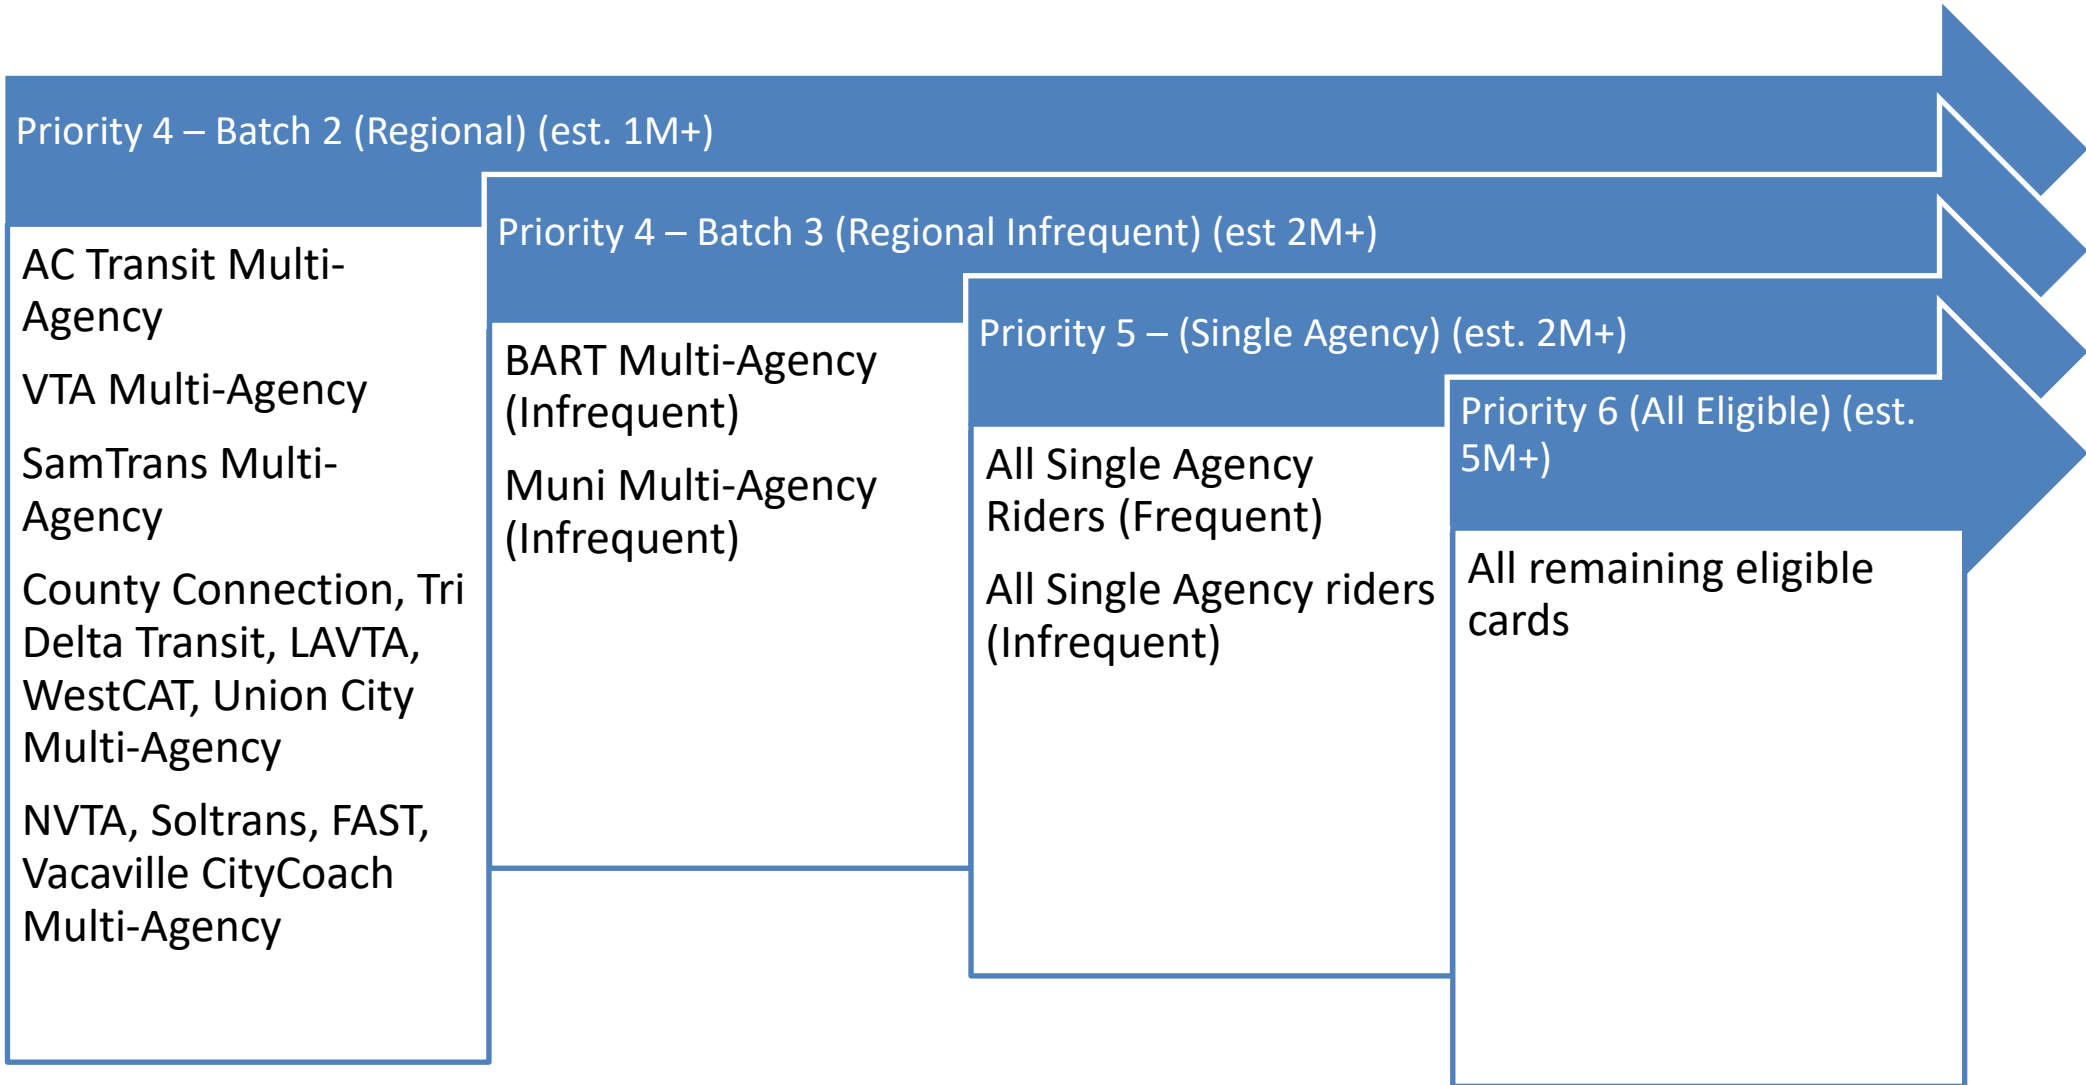 Priority 4 – Batch 2 (Regional) (est. 1M+)
AC Transit Multi-
Agency
VTA Multi-Agency
SamTrans Multi-
Agency
County Connection, Tri
Delta Transit, LAVTA,
WestCAT, Union City
Multi-Agency
NVTA, Soltrans, FAST,
Vacaville CityCoach
Multi-Agency
Priority 4 – Batch 3 (Regional Infrequent) (est 2M+)
BART Multi-Agency
(Infrequent)
Muni Multi-Agency
(Infrequent)
Priority 5 – (Single Agency) (est. 2M+)
All Single Agency
Riders (Frequent)
All Single Agency riders
(Infrequent)
Priority 6 (All Eligible) (est.
5M+)
All remaining eligible
cards